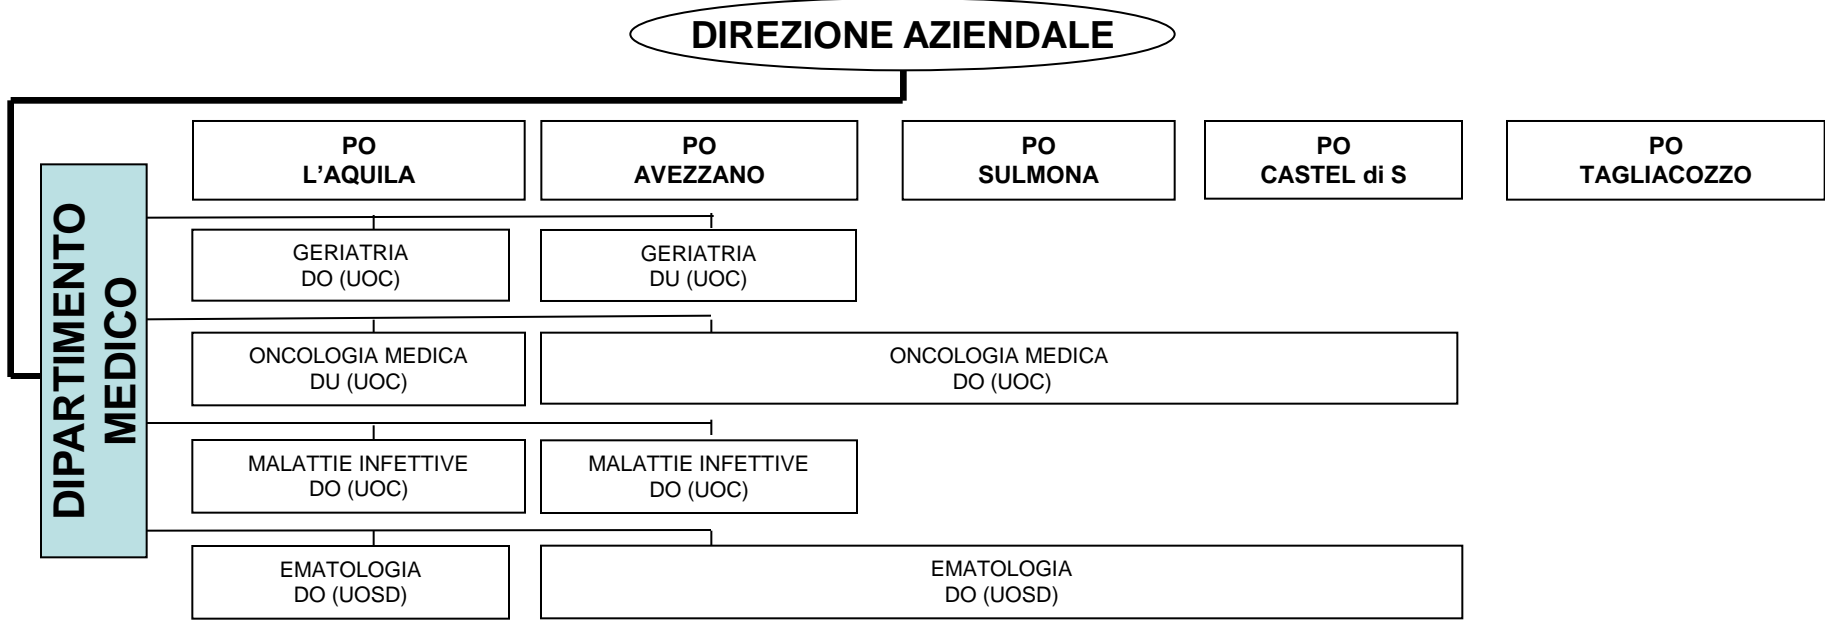 DIREZIONE AZIENDALE
PO
L'AQUILA
PO
AVEZZANO
PO
SULMONA
PO
CASTEL di S
PO
TAGLIACOZZO
DIPARTIMENTO
MEDICO
GERIATRIA
DO (UOC)
GERIATRIA
DU (UOC)
ONCOLOGIA MEDICA
DU (UOC)
ONCOLOGIA MEDICA
DO (UOC)
MALATTIE INFETTIVE
DO (UOC)
MALATTIE INFETTIVE
DO (UOC)
EMATOLOGIA
DO (UOSD)
EMATOLOGIA
DO (UOSD)